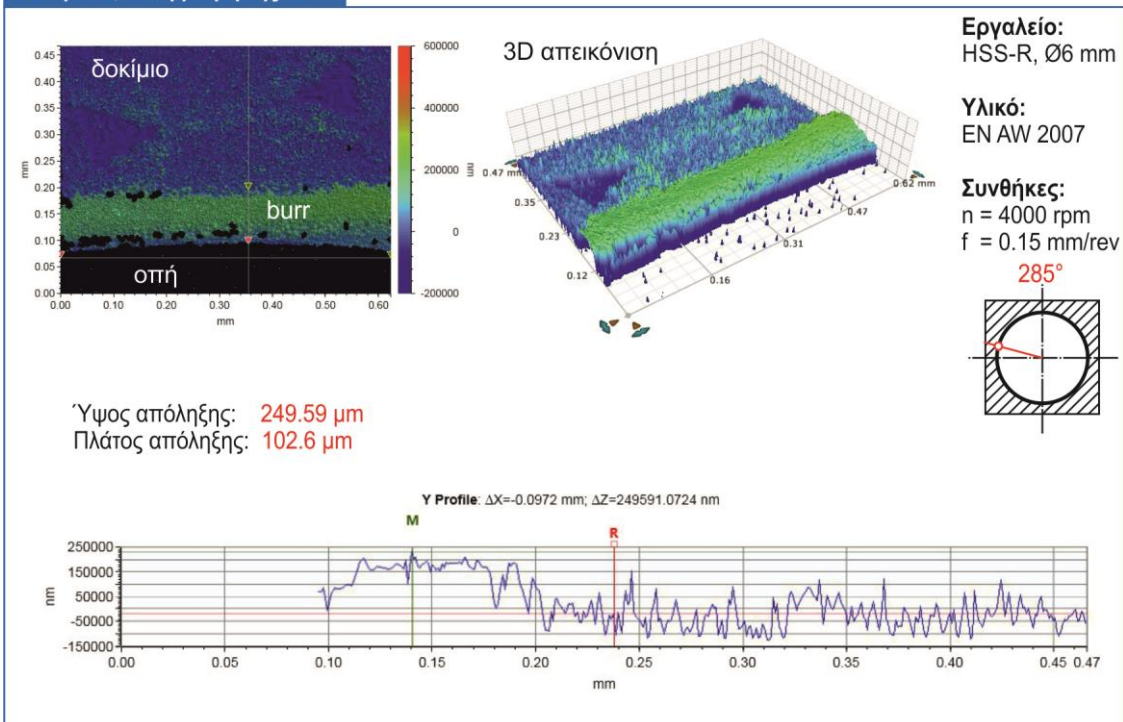 δοκίμιο
burr
οπή
0.45
0.40
0.35
0.30
0.25
0.20
0.15
0.10
0.05
0.00
mm
0.00
0.10
0.20
0.30
0.40
0.50
0.62
mm
600000
400000
200000
0
-200000
nm
3D απεικόνιση
0.47 mm
0.35
0.23
0.12
0.16
0.31
0.47
0.62 mm
Εργαλείο:
HSS-R, Ø6 mm
Υλικό:
EN AW 2007
Συνθήκες:
n = 4000 rpm
f = 0.15 mm/rev
285°
Ύψος απόληξης: 249.59 μm
Πλάτος απόληξης: 102.6 μm
Y Profile: ΔX=-0.0972 mm; ΔZ=249591.0724 nm
M
R
250000
150000
50000
-50000
-150000
nm
0.00
0.05
0.10
0.15
0.20
0.25
0.30
0.35
0.40
0.45
0.47
mm